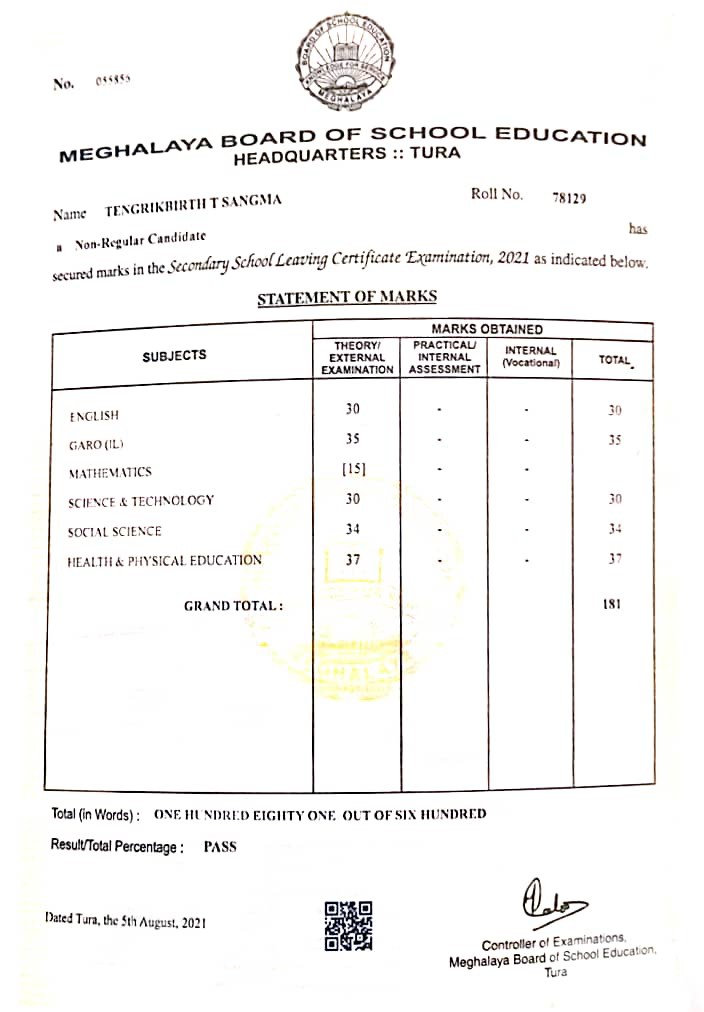 BOARD OF SCHOOL EDUCATION
KNOWLEDGE FOR SERVICE
MEGHALAYA
No. 055855
MEGHALAYA BOARD OF SCHOOL EDUCATION
HEADQUARTERS :: TURA
Name TENGRIKBIRTH T SANGMA Roll No. 78129
a Non-Regular Candidate has
secured marks in the Secondary School Leaving Certificate Examination, 2021 as indicated below.
STATEMENT OF MARKS
SUBJECTS MARKS OBTAINED
THEORY/ EXTERNAL EXAMINATION PRACTICAL/ INTERNAL ASSESSMENT INTERNAL (Vocational) TOTAL
ENGLISH 30 - - 30
GARO (IL) 35 - - 35
MATHEMATICS [15] - -
SCIENCE & TECHNOLOGY 30 - - 30
SOCIAL SCIENCE 34 - - 34
HEALTH & PHYSICAL EDUCATION 37 - - 37
GRAND TOTAL : 181
Total (in Words) : ONE HUNDRED EIGHTY ONE OUT OF SIX HUNDRED
Result/Total Percentage : PASS
Dated Tura, the 5th August, 2021
Controller of Examinations,
Meghalaya Board of School Education,
Tura